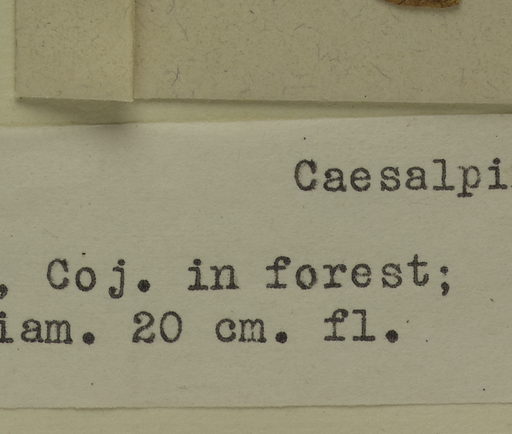 Caesalpi
, Coj. in forest;
iam. 20 cm. fl.